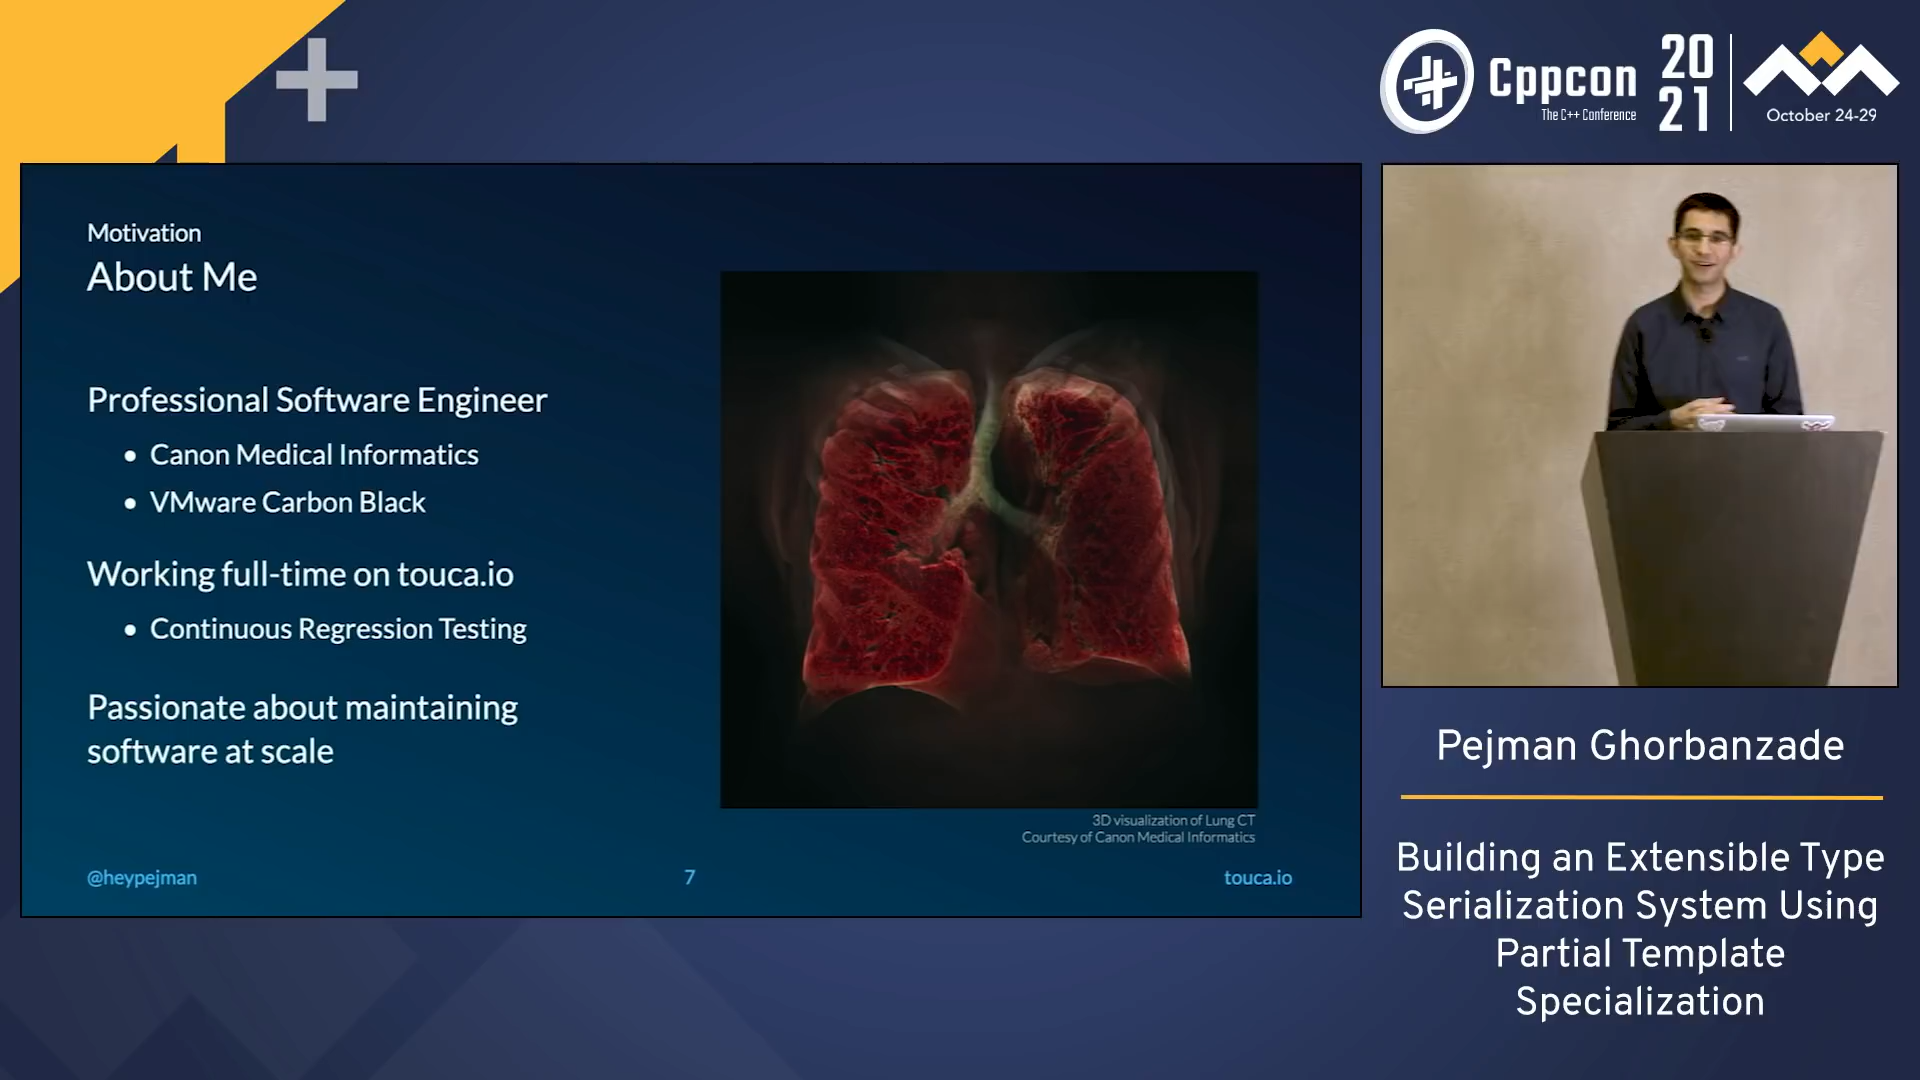 Cppcon
The C++ Conference
20
21
October 24-29
Motivation
About Me
Professional Software Engineer
• Canon Medical Informatics
• VMware Carbon Black
Working full-time on touca.io
• Continuous Regression Testing
Passionate about maintaining
software at scale
3D visualization of Lung CT
Courtesy of Canon Medical Informatics
@heypejman
7
touca.io
Pejman Ghorbanzade
Building an Extensible Type
Serialization System Using
Partial Template
Specialization